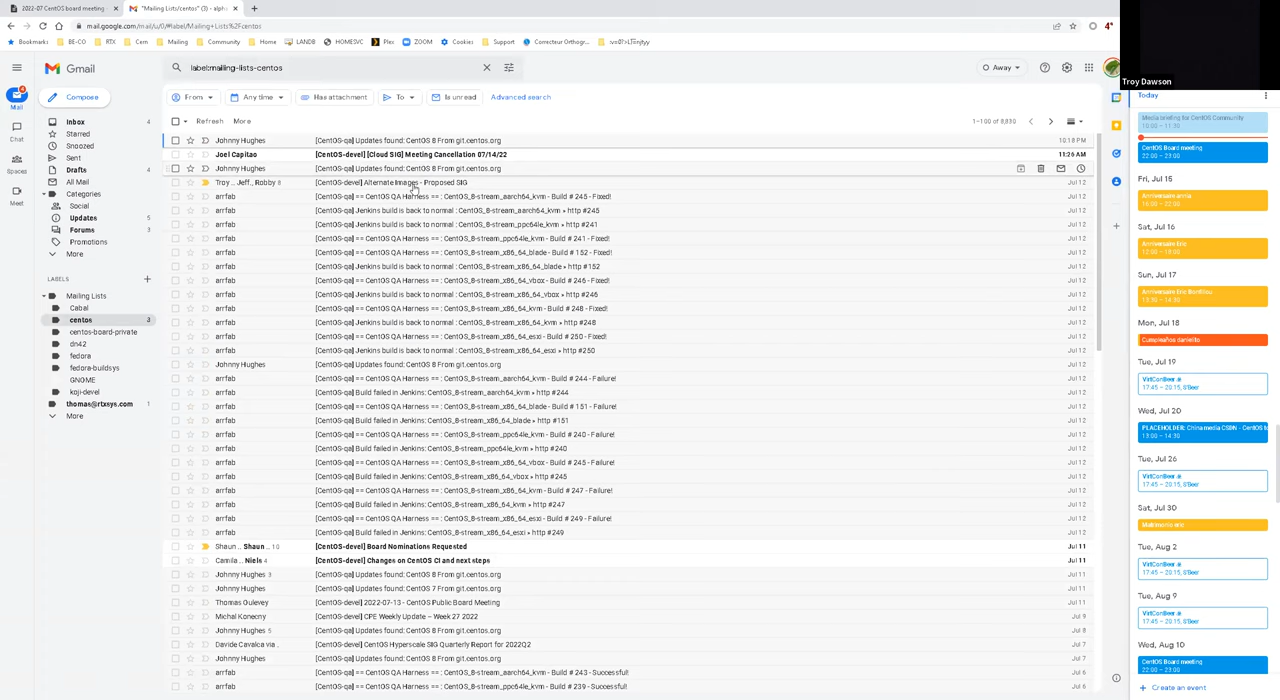 2022-07 CentOS board meeting -
"Mailing Lists/centos" (3) - alph
mail.google.com/mail/u/0/#label/Mailing+Lists%2Fcentos
Bookmarks
BE-CO
RTX
Cern
Mailing
Community
Home
LANDB
HOMESVC
Plex
ZOOM
Cookies
Support
Correcteur Orthogr...
Troy Dawson
Gmail
label:mailing-lists-centos
Away
Compose
From
Any time
Has attachment
To
Is unread
Advanced search
Refresh
More
1–100 of 8,830
Mail
Chat
Spaces
Meet
Inbox 4
Starred
Snoozed
Sent
Drafts 4
All Mail
Categories
Social
Updates 5
Forums 3
Promotions
More
LABELS
Mailing Lists
Cabal
centos 3
centos-board-private
dn42
fedora
fedora-buildsys
GNOME
koji-devel
thomas@rtxsys.com 1
More
Johnny Hughes [CentOS-qa] Updates found: CentOS 8 From git.centos.org 10:18 PM
Joel Capitao [CentOS-devel] [Cloud SIG] Meeting Cancellation 07/14/22 11:26 AM
Johnny Hughes [CentOS-qa] Updates found: CentOS 8 From git.centos.org
Troy .. Jeff, Robby 8 [CentOS-devel] Alternate Images - Proposed SIG Jul 12
arrfab [CentOS-qa] == CentOS QA Harness == : CentOS_8-stream_aarch64_kvm - Build # 245 - Fixed! Jul 12
arrfab [CentOS-qa] Jenkins build is back to normal : CentOS_8-stream_aarch64_kvm » http #245 Jul 12
arrfab [CentOS-qa] Jenkins build is back to normal : CentOS_8-stream_ppc64le_kvm » http #241 Jul 12
arrfab [CentOS-qa] == CentOS QA Harness == : CentOS_8-stream_ppc64le_kvm - Build # 241 - Fixed! Jul 12
arrfab [CentOS-qa] == CentOS QA Harness == : CentOS_8-stream_x86_64_blade - Build # 152 - Fixed! Jul 12
arrfab [CentOS-qa] Jenkins build is back to normal : CentOS_8-stream_x86_64_blade » http #152 Jul 12
arrfab [CentOS-qa] == CentOS QA Harness == : CentOS_8-stream_x86_64_vbox - Build # 246 - Fixed! Jul 12
arrfab [CentOS-qa] Jenkins build is back to normal : CentOS_8-stream_x86_64_vbox » http #246 Jul 12
arrfab [CentOS-qa] == CentOS QA Harness == : CentOS_8-stream_x86_64_kvm - Build # 248 - Fixed! Jul 12
arrfab [CentOS-qa] Jenkins build is back to normal : CentOS_8-stream_x86_64_kvm » http #248 Jul 12
arrfab [CentOS-qa] == CentOS QA Harness == : CentOS_8-stream_x86_64_esxi - Build # 250 - Fixed! Jul 12
arrfab [CentOS-qa] Jenkins build is back to normal : CentOS_8-stream_x86_64_esxi » http #250 Jul 12
Johnny Hughes [CentOS-qa] Updates found: CentOS 8 From git.centos.org Jul 12
arrfab [CentOS-qa] == CentOS QA Harness == : CentOS_8-stream_aarch64_kvm - Build # 244 - Failure! Jul 12
arrfab [CentOS-qa] Build failed in Jenkins: CentOS_8-stream_aarch64_kvm » http #244 Jul 12
arrfab [CentOS-qa] == CentOS QA Harness == : CentOS_8-stream_x86_64_blade - Build # 151 - Failure! Jul 12
arrfab [CentOS-qa] Build failed in Jenkins: CentOS_8-stream_x86_64_blade » http #151 Jul 12
arrfab [CentOS-qa] == CentOS QA Harness == : CentOS_8-stream_ppc64le_kvm - Build # 240 - Failure! Jul 12
arrfab [CentOS-qa] Build failed in Jenkins: CentOS_8-stream_ppc64le_kvm » http #240 Jul 12
arrfab [CentOS-qa] == CentOS QA Harness == : CentOS_8-stream_x86_64_vbox - Build # 245 - Failure! Jul 12
arrfab [CentOS-qa] Build failed in Jenkins: CentOS_8-stream_x86_64_vbox » http #245 Jul 12
arrfab [CentOS-qa] == CentOS QA Harness == : CentOS_8-stream_x86_64_kvm - Build # 247 - Failure! Jul 12
arrfab [CentOS-qa] Build failed in Jenkins: CentOS_8-stream_x86_64_kvm » http #247 Jul 12
arrfab [CentOS-qa] == CentOS QA Harness == : CentOS_8-stream_x86_64_esxi - Build # 249 - Failure! Jul 12
arrfab [CentOS-qa] Build failed in Jenkins: CentOS_8-stream_x86_64_esxi » http #249 Jul 12
Shaun .. Shaun .. 10 [CentOS-devel] Board Nominations Requested Jul 11
Camila .. Niels 4 [CentOS-devel] Changes on CentOS CI and next steps Jul 11
Johnny Hughes 3 [CentOS-qa] Updates found: CentOS 8 From git.centos.org Jul 11
Johnny Hughes [CentOS-qa] Updates found: CentOS 7 From git.centos.org Jul 11
Thomas Oulevey [CentOS-devel] 2022-07-13 - CentOS Public Board Meeting Jul 11
Michal Konecny [CentOS-devel] CPE Weekly Update – Week 27 2022 Jul 9
Johnny Hughes 5 [CentOS-qa] Updates found: CentOS 8 From git.centos.org Jul 8
Davide Cavalca via . [CentOS-devel] CentOS Hyperscale SIG Quarterly Report for 2022Q2 Jul 7
Johnny Hughes [CentOS-qa] Updates found: CentOS 8 From git.centos.org Jul 7
arrfab [CentOS-qa] == CentOS QA Harness == : CentOS_8-stream_x86_64_kvm - Build # 243 - Successful! Jul 6
arrfab [CentOS-qa] == CentOS QA Harness == : CentOS_8-stream_ppc64le_kvm - Build # 239 - Successful! Jul 6
Today
Media briefing for CentOS Community
10:00 – 11:30
CentOS Board meeting
22:00 – 23:00
Fri, Jul 15
Anniversaire anna
Sat, Jul 16
Anniversaire Eric
Sun, Jul 17
Anniversaire Eric
Mon, Jul 18
Cumpleaños danielito
Tue, Jul 19
17:45 – 20:15, S'Beer
Wed, Jul 20
PLACEHOLDER: China media CSDN - CentOS to
13:00 – 14:30
Tue, Jul 26
17:45 – 20:15, S'Beer
Sat, Jul 30
Matrimonio eric
Tue, Aug 2
17:45 – 20:15, S'Beer
Tue, Aug 9
17:45 – 20:15, S'Beer
Wed, Aug 10
CentOS Board meeting
22:00 – 23:00
Create an event